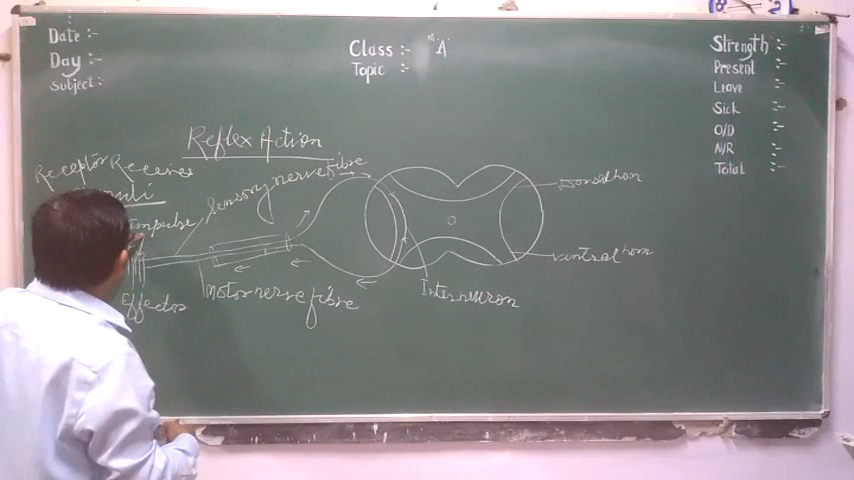 Date :-
Day :-
Subject :-
Class :- "A"
Topic :-
Strength :-
Present :-
Leave
Sick :-
O/D :-
N/R :-
Total :-
Reflex Action
Receptor Receives
Impulse
Sensory nerve Fibre
Effector
Motor nerve fibre
Interneuron
Dorsal horn
Ventral horn